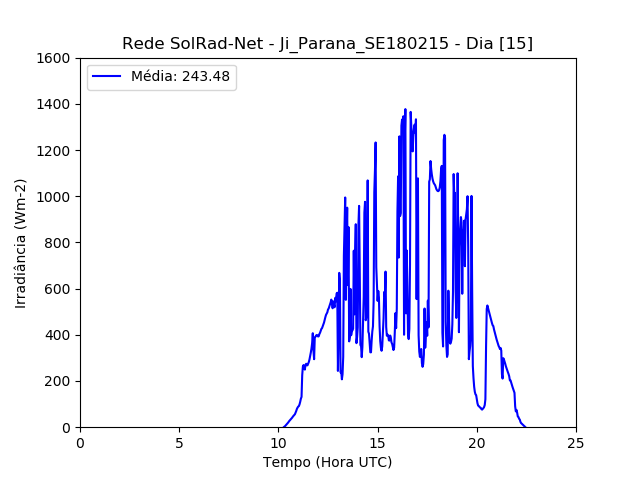 Rede SolRad-Net - Ji_Parana_SE180215 - Dia [15]
Média: 243.48
Irradiância (Wm-2)
1600
1400
1200
1000
800
600
400
200
0
0 5 10 15 20 25
Tempo (Hora UTC)